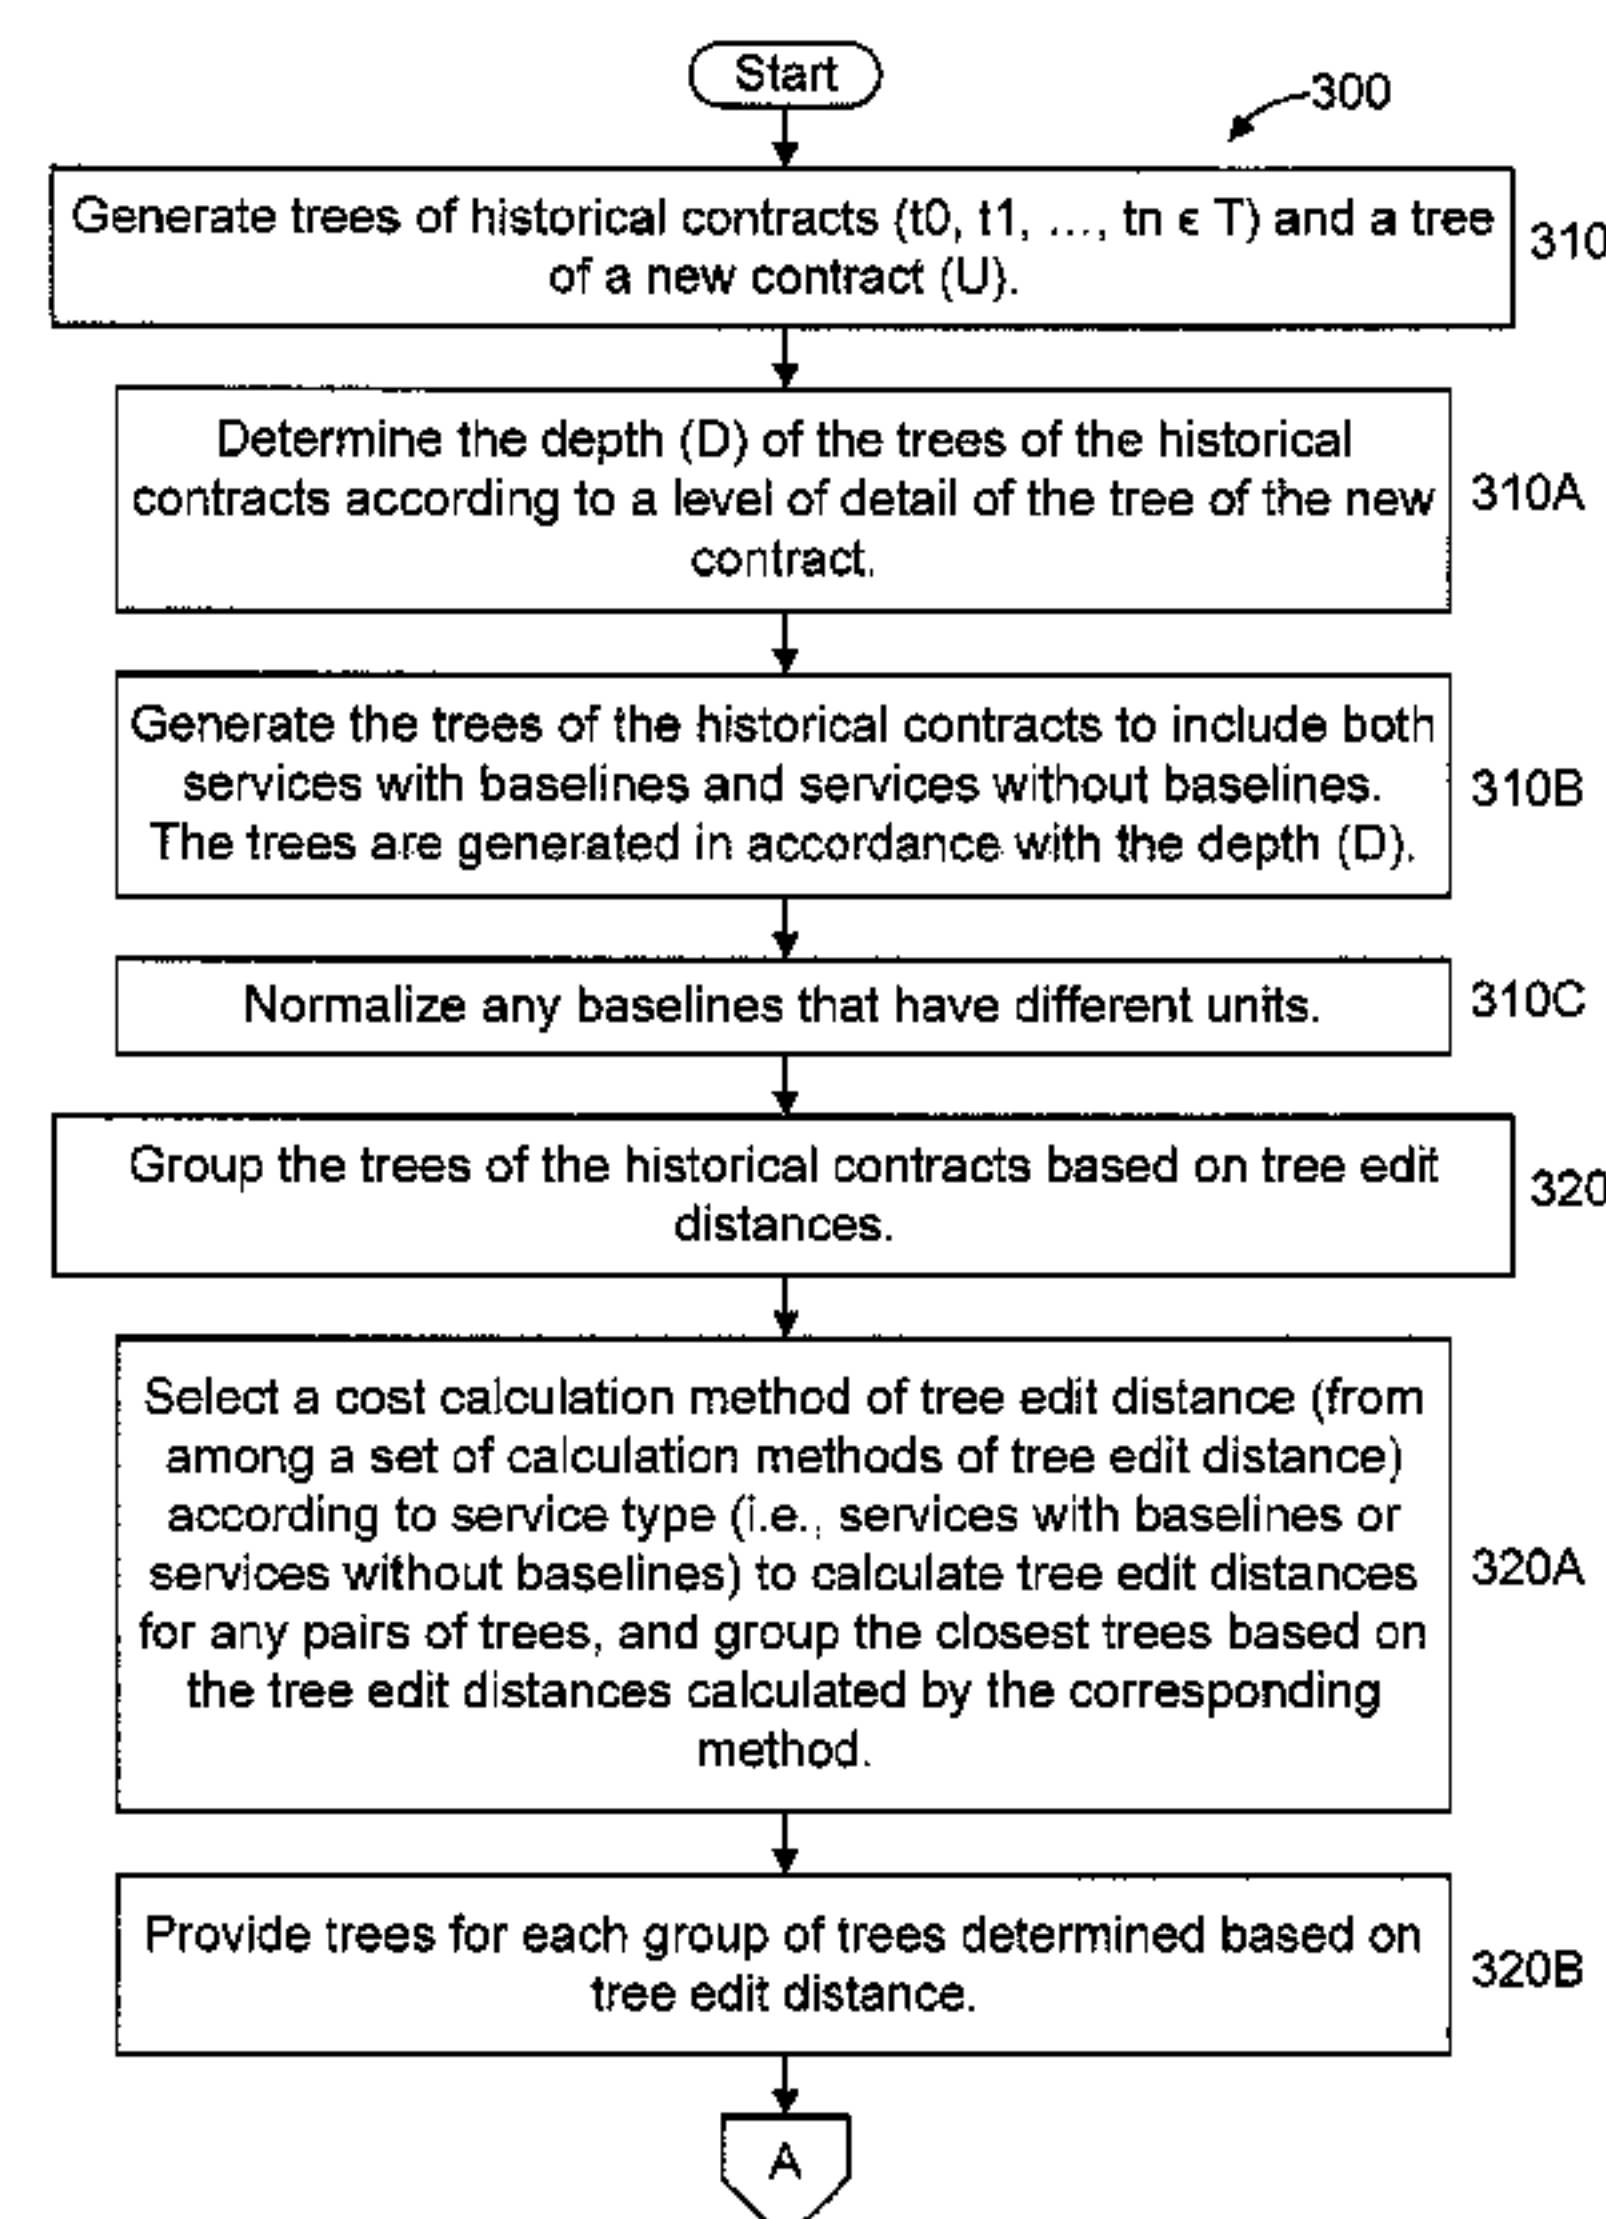 Start
300
Generate trees of historical contracts (t0, t1, ..., tn ϵ T) and a tree
of a new contract (U).
310
Determine the depth (D) of the trees of the historical
contracts according to a level of detail of the tree of the new
contract.
310A
Generate the trees of the historical contracts to include both
services with baselines and services without baselines.
The trees are generated in accordance with the depth (D).
310B
Normalize any baselines that have different units.
310C
Group the trees of the historical contracts based on tree edit
distances.
320
Select a cost calculation method of tree edit distance (from
among a set of calculation methods of tree edit distance)
according to service type (i.e., services with baselines or
services without baselines) to calculate tree edit distances
for any pairs of trees, and group the closest trees based on
the tree edit distances calculated by the corresponding
method.
320A
Provide trees for each group of trees determined based on
tree edit distance.
320B
A